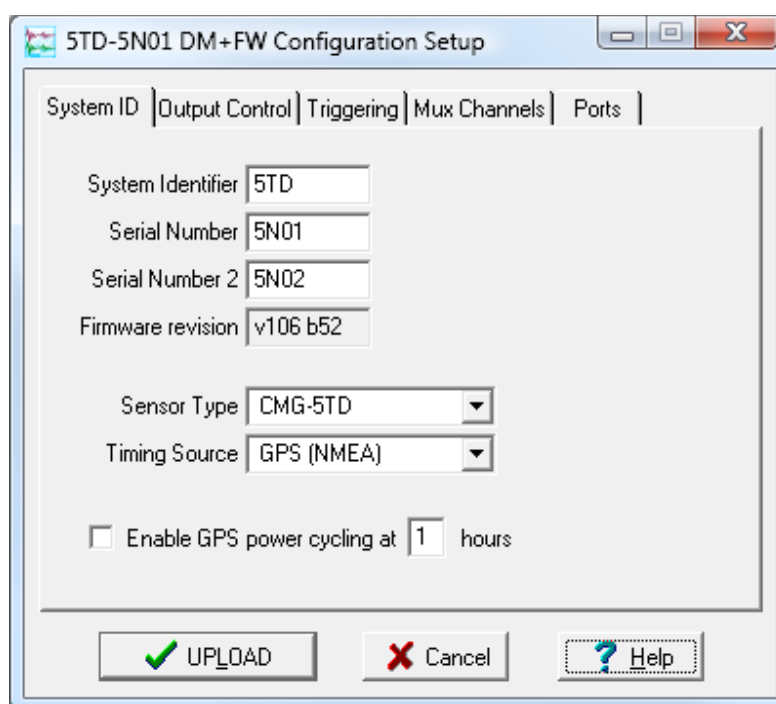 5TD-5N01 DM+FW Configuration Setup
System ID Output Control Triggering Mux Channels Ports
System Identifier 5TD
Serial Number 5N01
Serial Number 2 5N02
Firmware revision v106 b52
Sensor Type CMG-5TD
Timing Source GPS (NMEA)
Enable GPS power cycling at 1 hours
UPLOAD Cancel Help